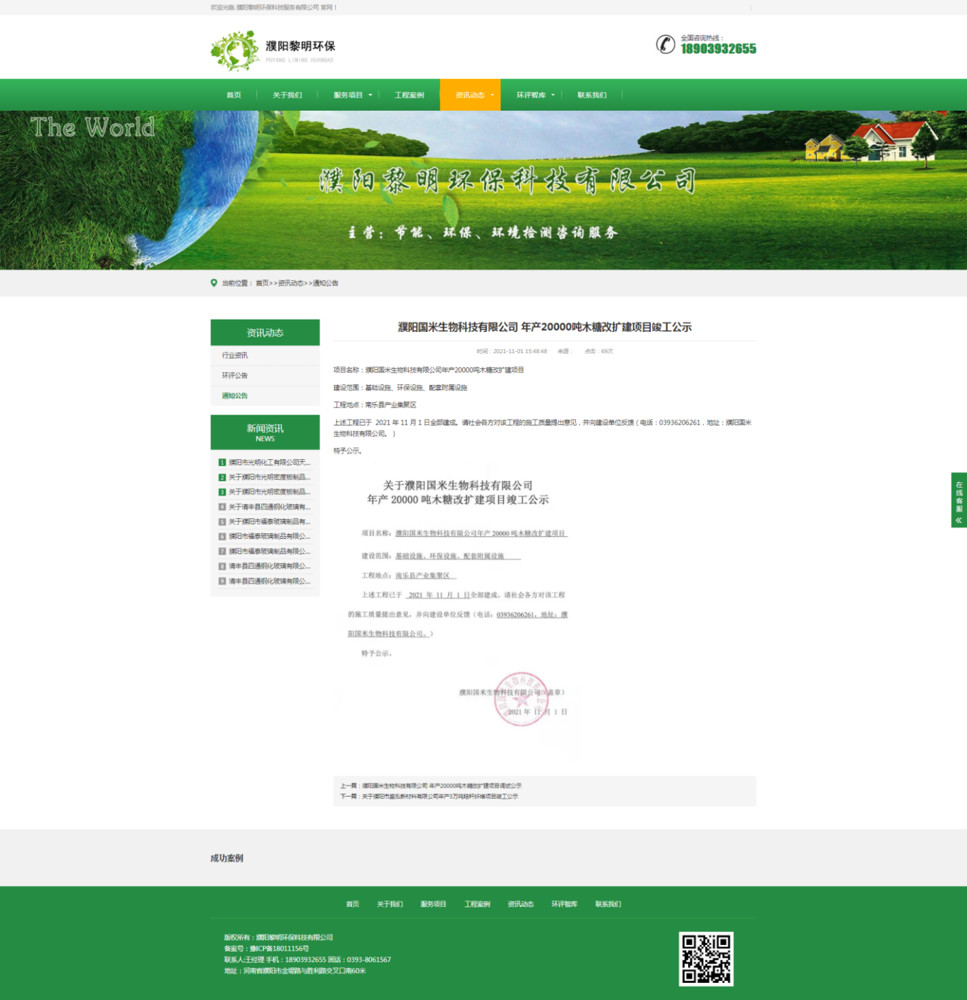 欢迎光临 濮阳黎明环保科技服务有限公司 官网！
濮阳黎明环保
PUYANG LIMING HUANBAO
全国咨询热线：
18903932655
首页 关于我们 服务项目 工程案例 资讯动态 环评智库 联系我们
The World
濮阳黎明环保科技有限公司
主营：节能、环保、环境检测咨询服务
当前位置： 首页>>资讯动态>>通知公告
资讯动态
行业资讯
环评公告
通知公告
新闻资讯
NEWS
1 濮阳市光明化工有限公司天...
2 关于濮阳市光明密度板制品...
3 关于濮阳市光明密度板制品...
4 关于清丰县四通钢化玻璃有...
5 关于濮阳市福泰玻璃制品有...
6 濮阳市福泰玻璃制品有限公...
7 濮阳市福泰玻璃制品有限公...
8 清丰县四通钢化玻璃有限公...
9 清丰县四通钢化玻璃有限公...
濮阳国米生物科技有限公司 年产20000吨木糖改扩建项目竣工公示
时间：2021-11-01 15:48:48 来源： 点击：69次
项目名称：濮阳国米生物科技有限公司年产20000吨木糖改扩建项目
建设范围：基础设施、环保设施、配套附属设施
工程地点：南乐县产业集聚区
上述工程已于 2021 年 11 月 1 日全部建成。请社会各方对该工程的施工质量提出意见，并向建设单位反馈（电话：03936206261，地址：濮阳国米
生物科技有限公司。）
特予公示。
关于濮阳国米生物科技有限公司
年产 20000 吨木糖改扩建项目竣工公示
项目名称：濮阳国米生物科技有限公司年产 20000 吨木糖改扩建项目
建设范围：基础设施、环保设施、配套附属设施
工程地点：南乐县产业集聚区
上述工程已于 2021 年 11 月 1 日全部建成。请社会各方对该工程
的施工质量提出意见，并向建设单位反馈（电话：03936206261，地址：濮
阳国米生物科技有限公司。）
特予公示。
濮阳国米生物科技有限公司（盖章）
2021 年 11 月 1 日
上一篇：濮阳国米生物科技有限公司 年产20000吨木糖改扩建项目调试公示
下一篇：关于濮阳市盛泓新材料有限公司年产3万吨秸秆纤维项目竣工公示
在线客服
成功案例
首页 关于我们 服务项目 工程案例 资讯动态 环评智库 联系我们
版权所有：濮阳黎明环保科技有限公司
备案号：豫ICP备18011156号
联系人:王经理 手机：18903932655 固话：0393-8061567
地址：河南省濮阳市金堤路与胜利路交叉口南60米